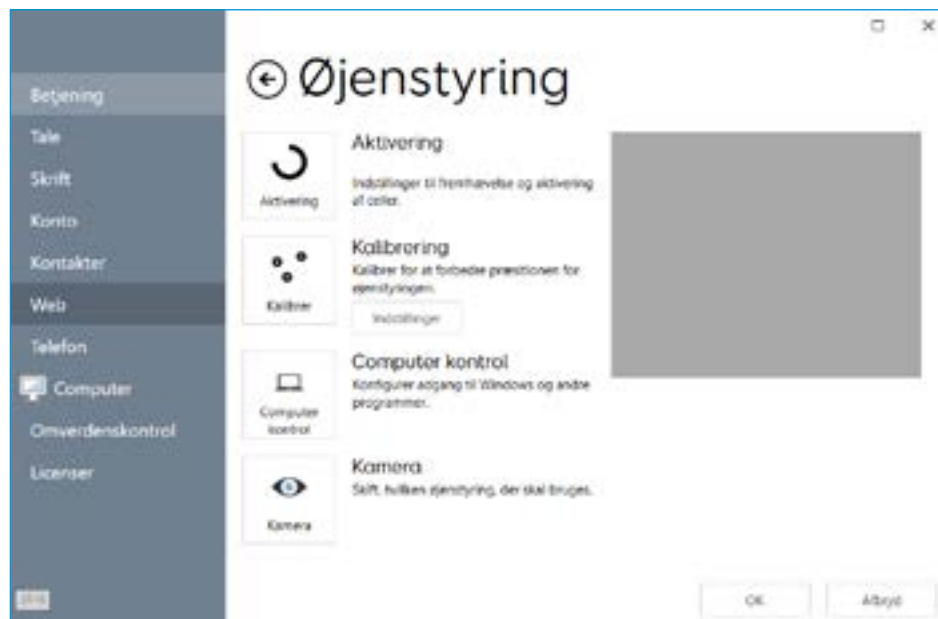 Øjenstyring
Betjening
Tale
Skrift
Konto
Kontakter
Web
Telefon
Computer
Omverdenskontrol
Licenser
Aktivering
Aktivering
Indstillinger til fremhævelse og aktivering
af celler.
Kalibrer
Kalibrering
Kalibrer for at forbedre præcisionen for
øjenstyringen.
Indstillinger
Computer
kontrol
Computer kontrol
Konfigurer adgang til Windows og andre
programmer.
Kamera
Kamera
Skift, hvilken øjenstyring, der skal bruges.
OK
Afbryd